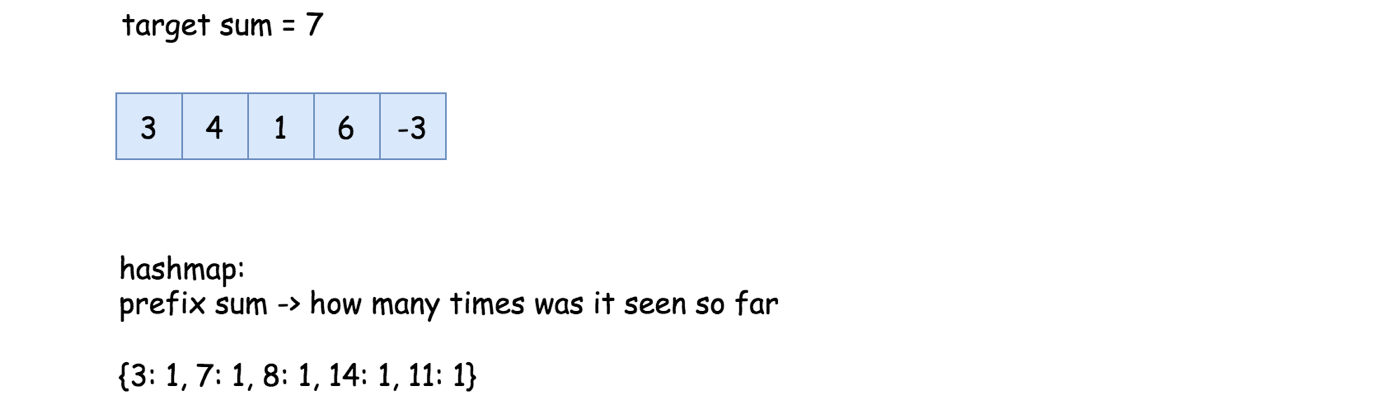 target sum = 7
3 4 1 6 -3
hashmap:
prefix sum -> how many times was it seen so far
{3: 1, 7: 1, 8: 1, 14: 1, 11: 1}